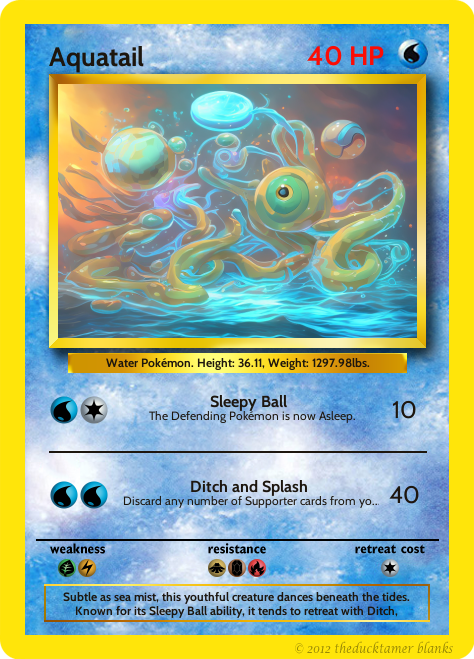 Aquatail 40 HP
Water Pokémon. Height: 36.11, Weight: 1297.98lbs.
Sleepy Ball
The Defending Pokémon is now Asleep.
10
Ditch and Splash
Discard any number of Supporter cards from yo...
40
weakness resistance retreat cost
Subtle as sea mist, this youthful creature dances beneath the tides.
Known for its Sleepy Ball ability, it tends to retreat with Ditch,
© 2012 theducktamer blanks